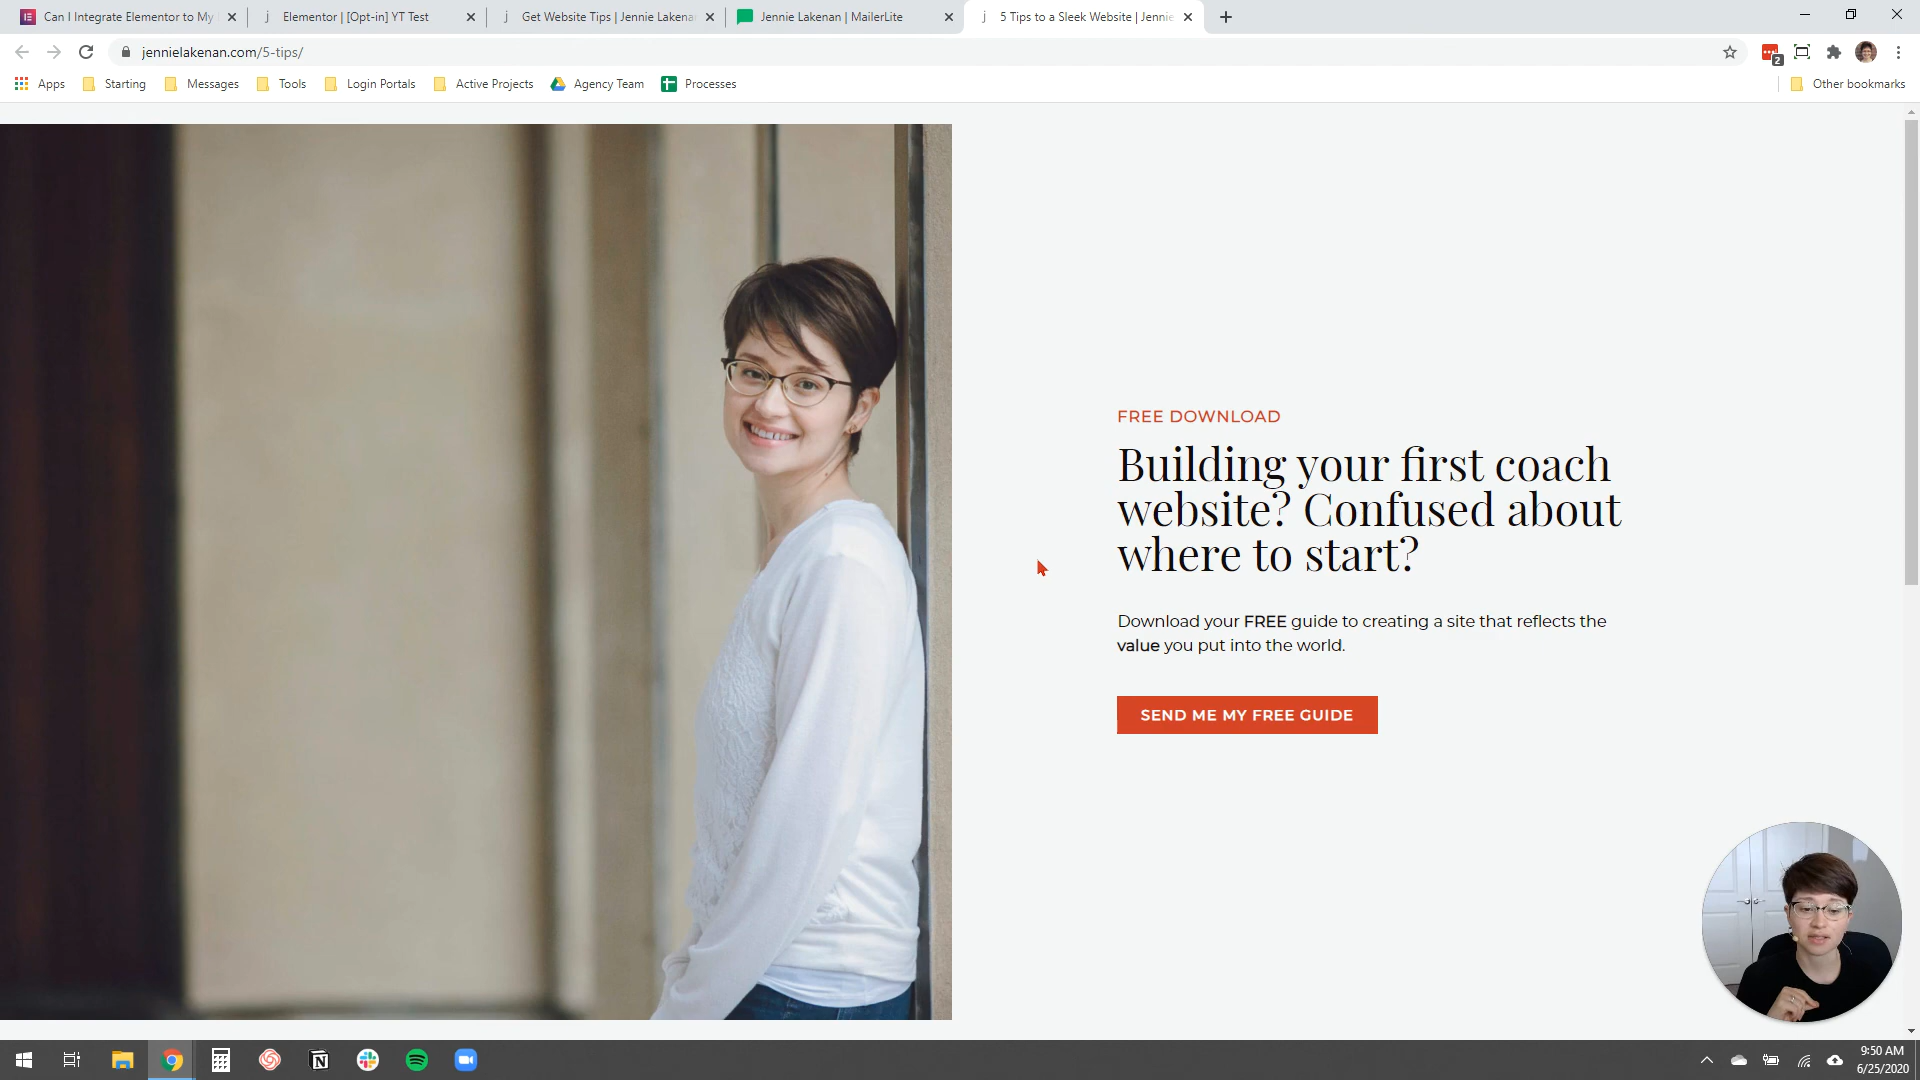 Can I Integrate Elementor to My
j Elementor | [Opt-in] YT Test
j Get Website Tips | Jennie Lakena
Jennie Lakenan | MailerLite
j 5 Tips to a Sleek Website | Jennie
jennielakenan.com/5-tips/
2
Apps Starting Messages Tools Login Portals Active Projects Agency Team Processes Other bookmarks
FREE DOWNLOAD
Building your first coach
website? Confused about
where to start?
Download your FREE guide to creating a site that reflects the
value you put into the world.
SEND ME MY FREE GUIDE
9:50 AM
6/25/2020